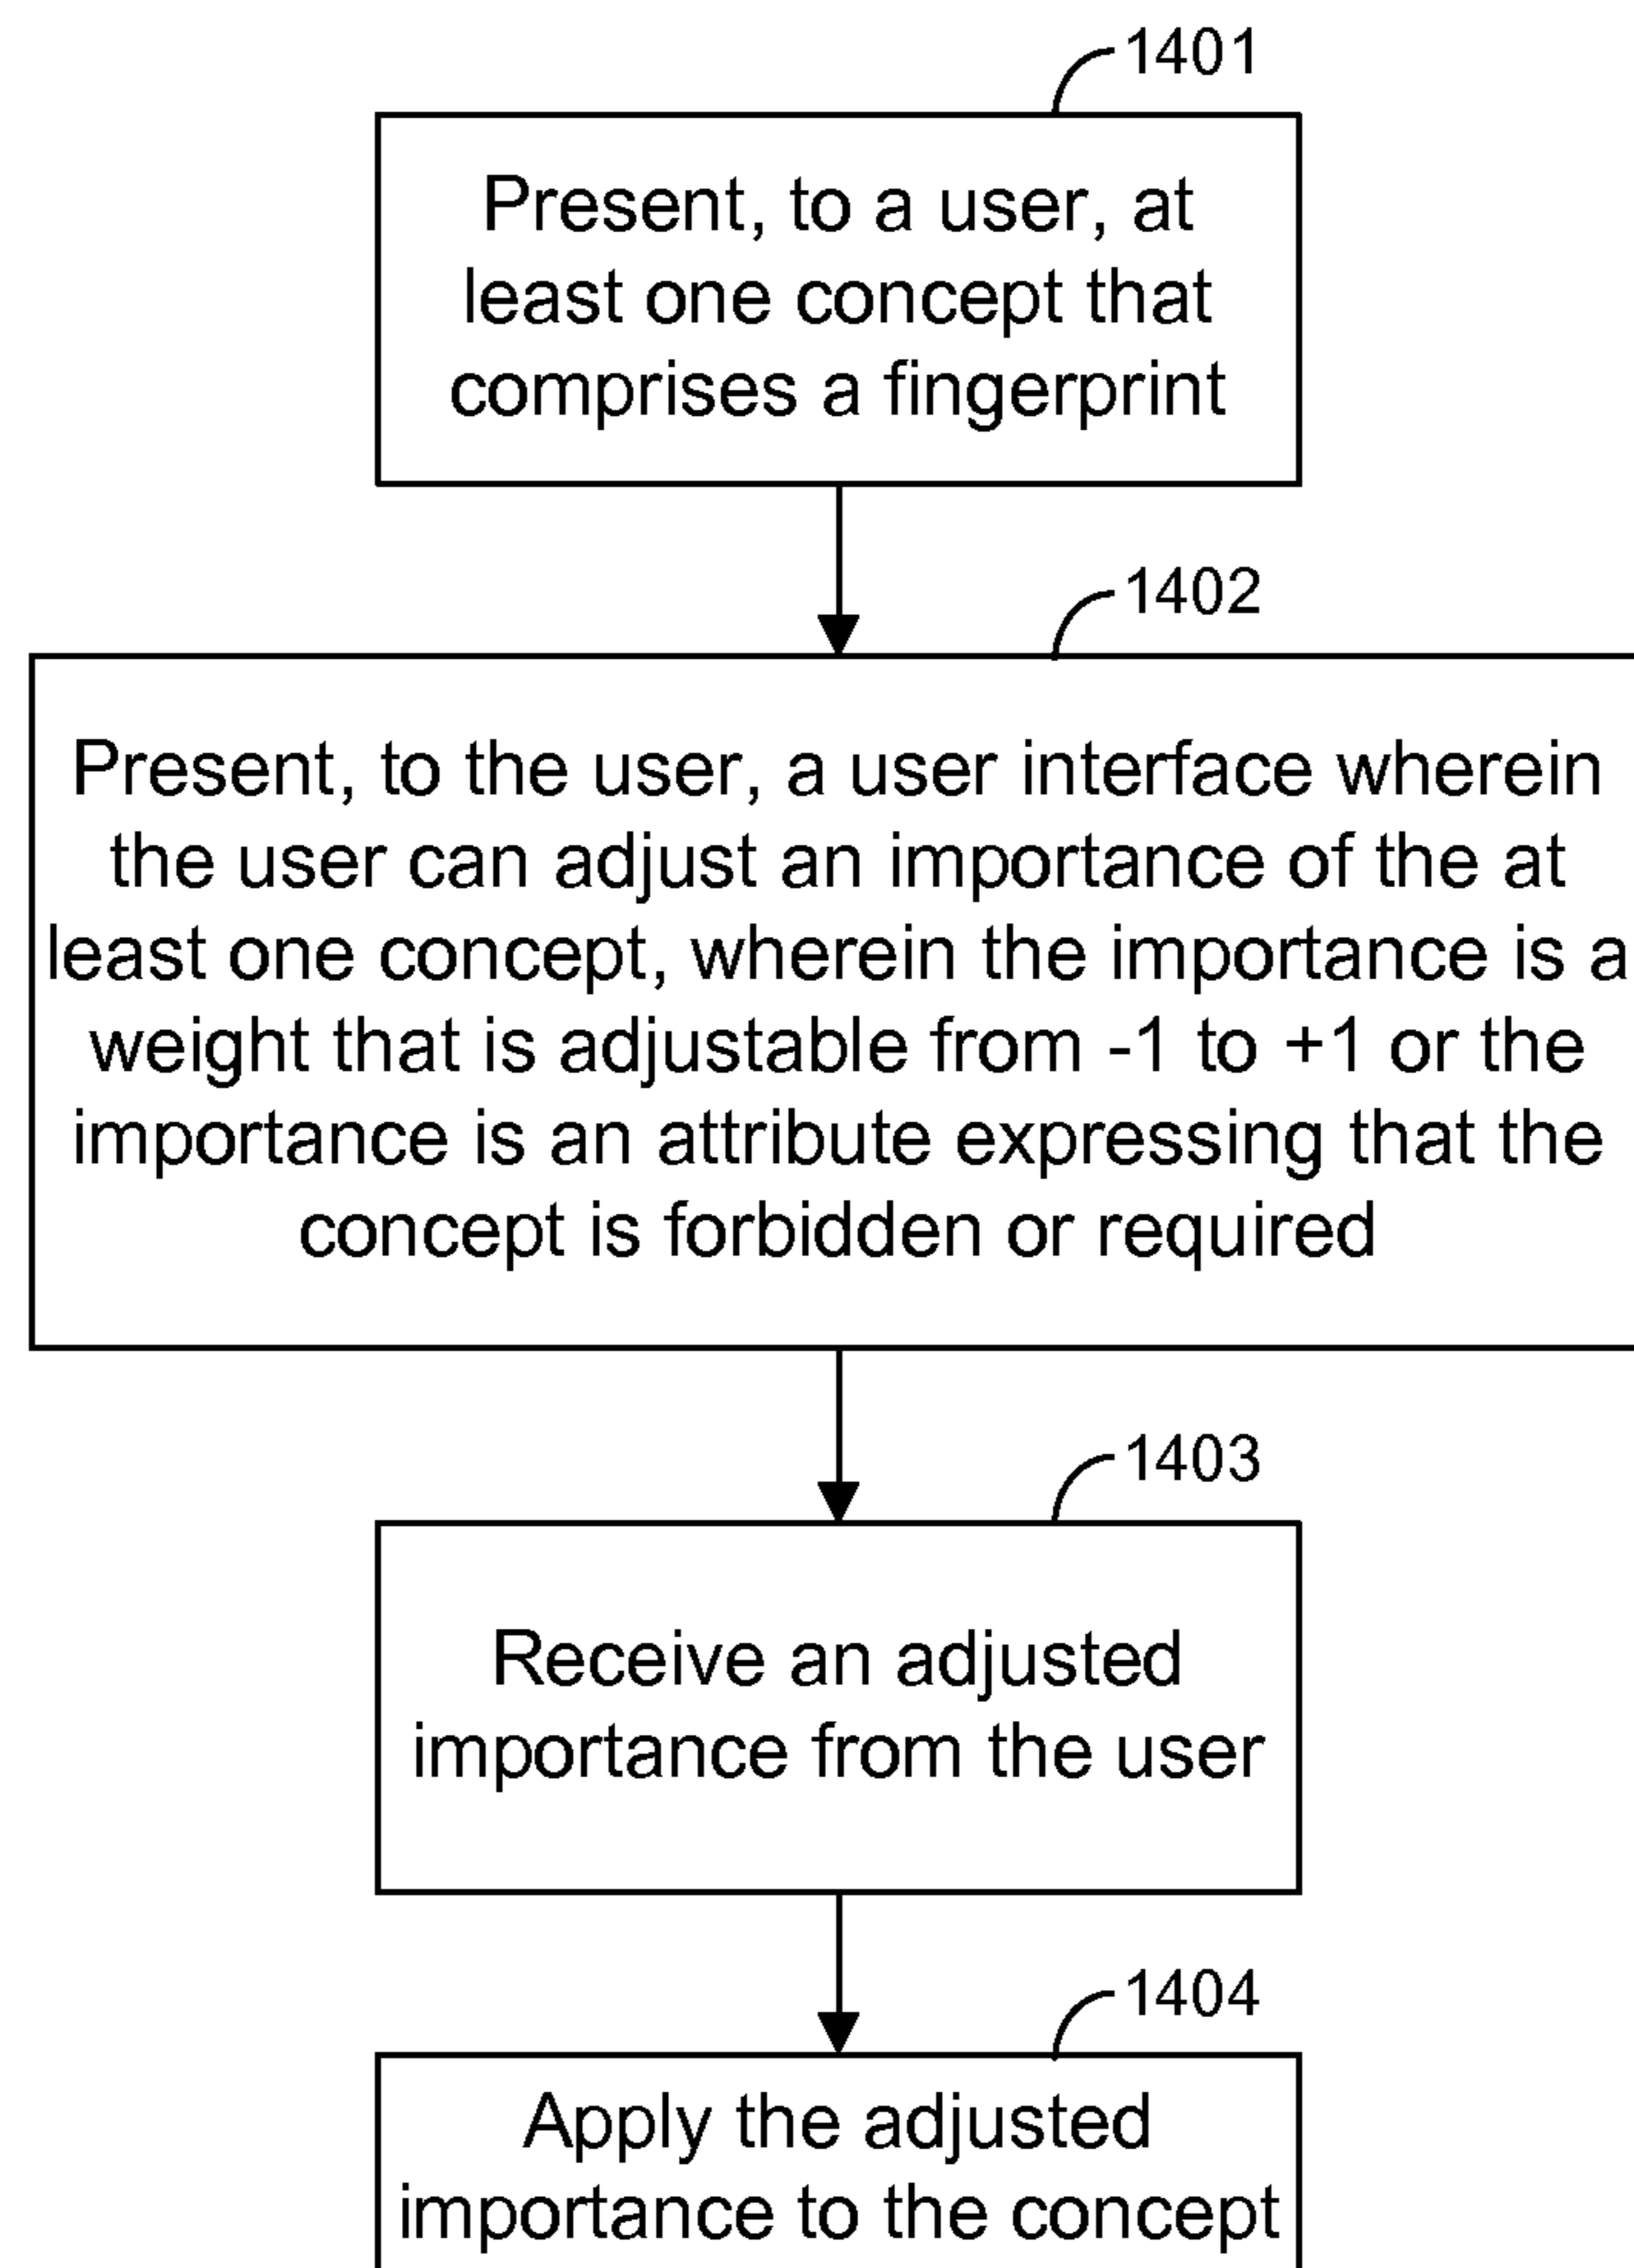 1401
Present, to a user, at
least one concept that
comprises a fingerprint
1402
Present, to the user, a user interface wherein
the user can adjust an importance of the at
least one concept, wherein the importance is a
weight that is adjustable from -1 to +1 or the
importance is an attribute expressing that the
concept is forbidden or required
1403
Receive an adjusted
importance from the user
1404
Apply the adjusted
importance to the concept